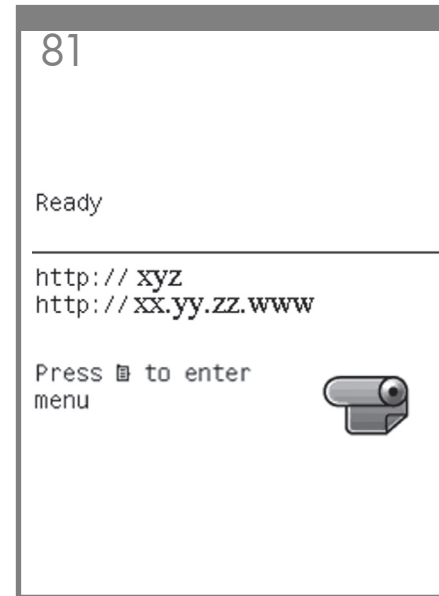 81
Ready
http:// xyz
http:// xx.yy.zz.www
Press to enter
menu